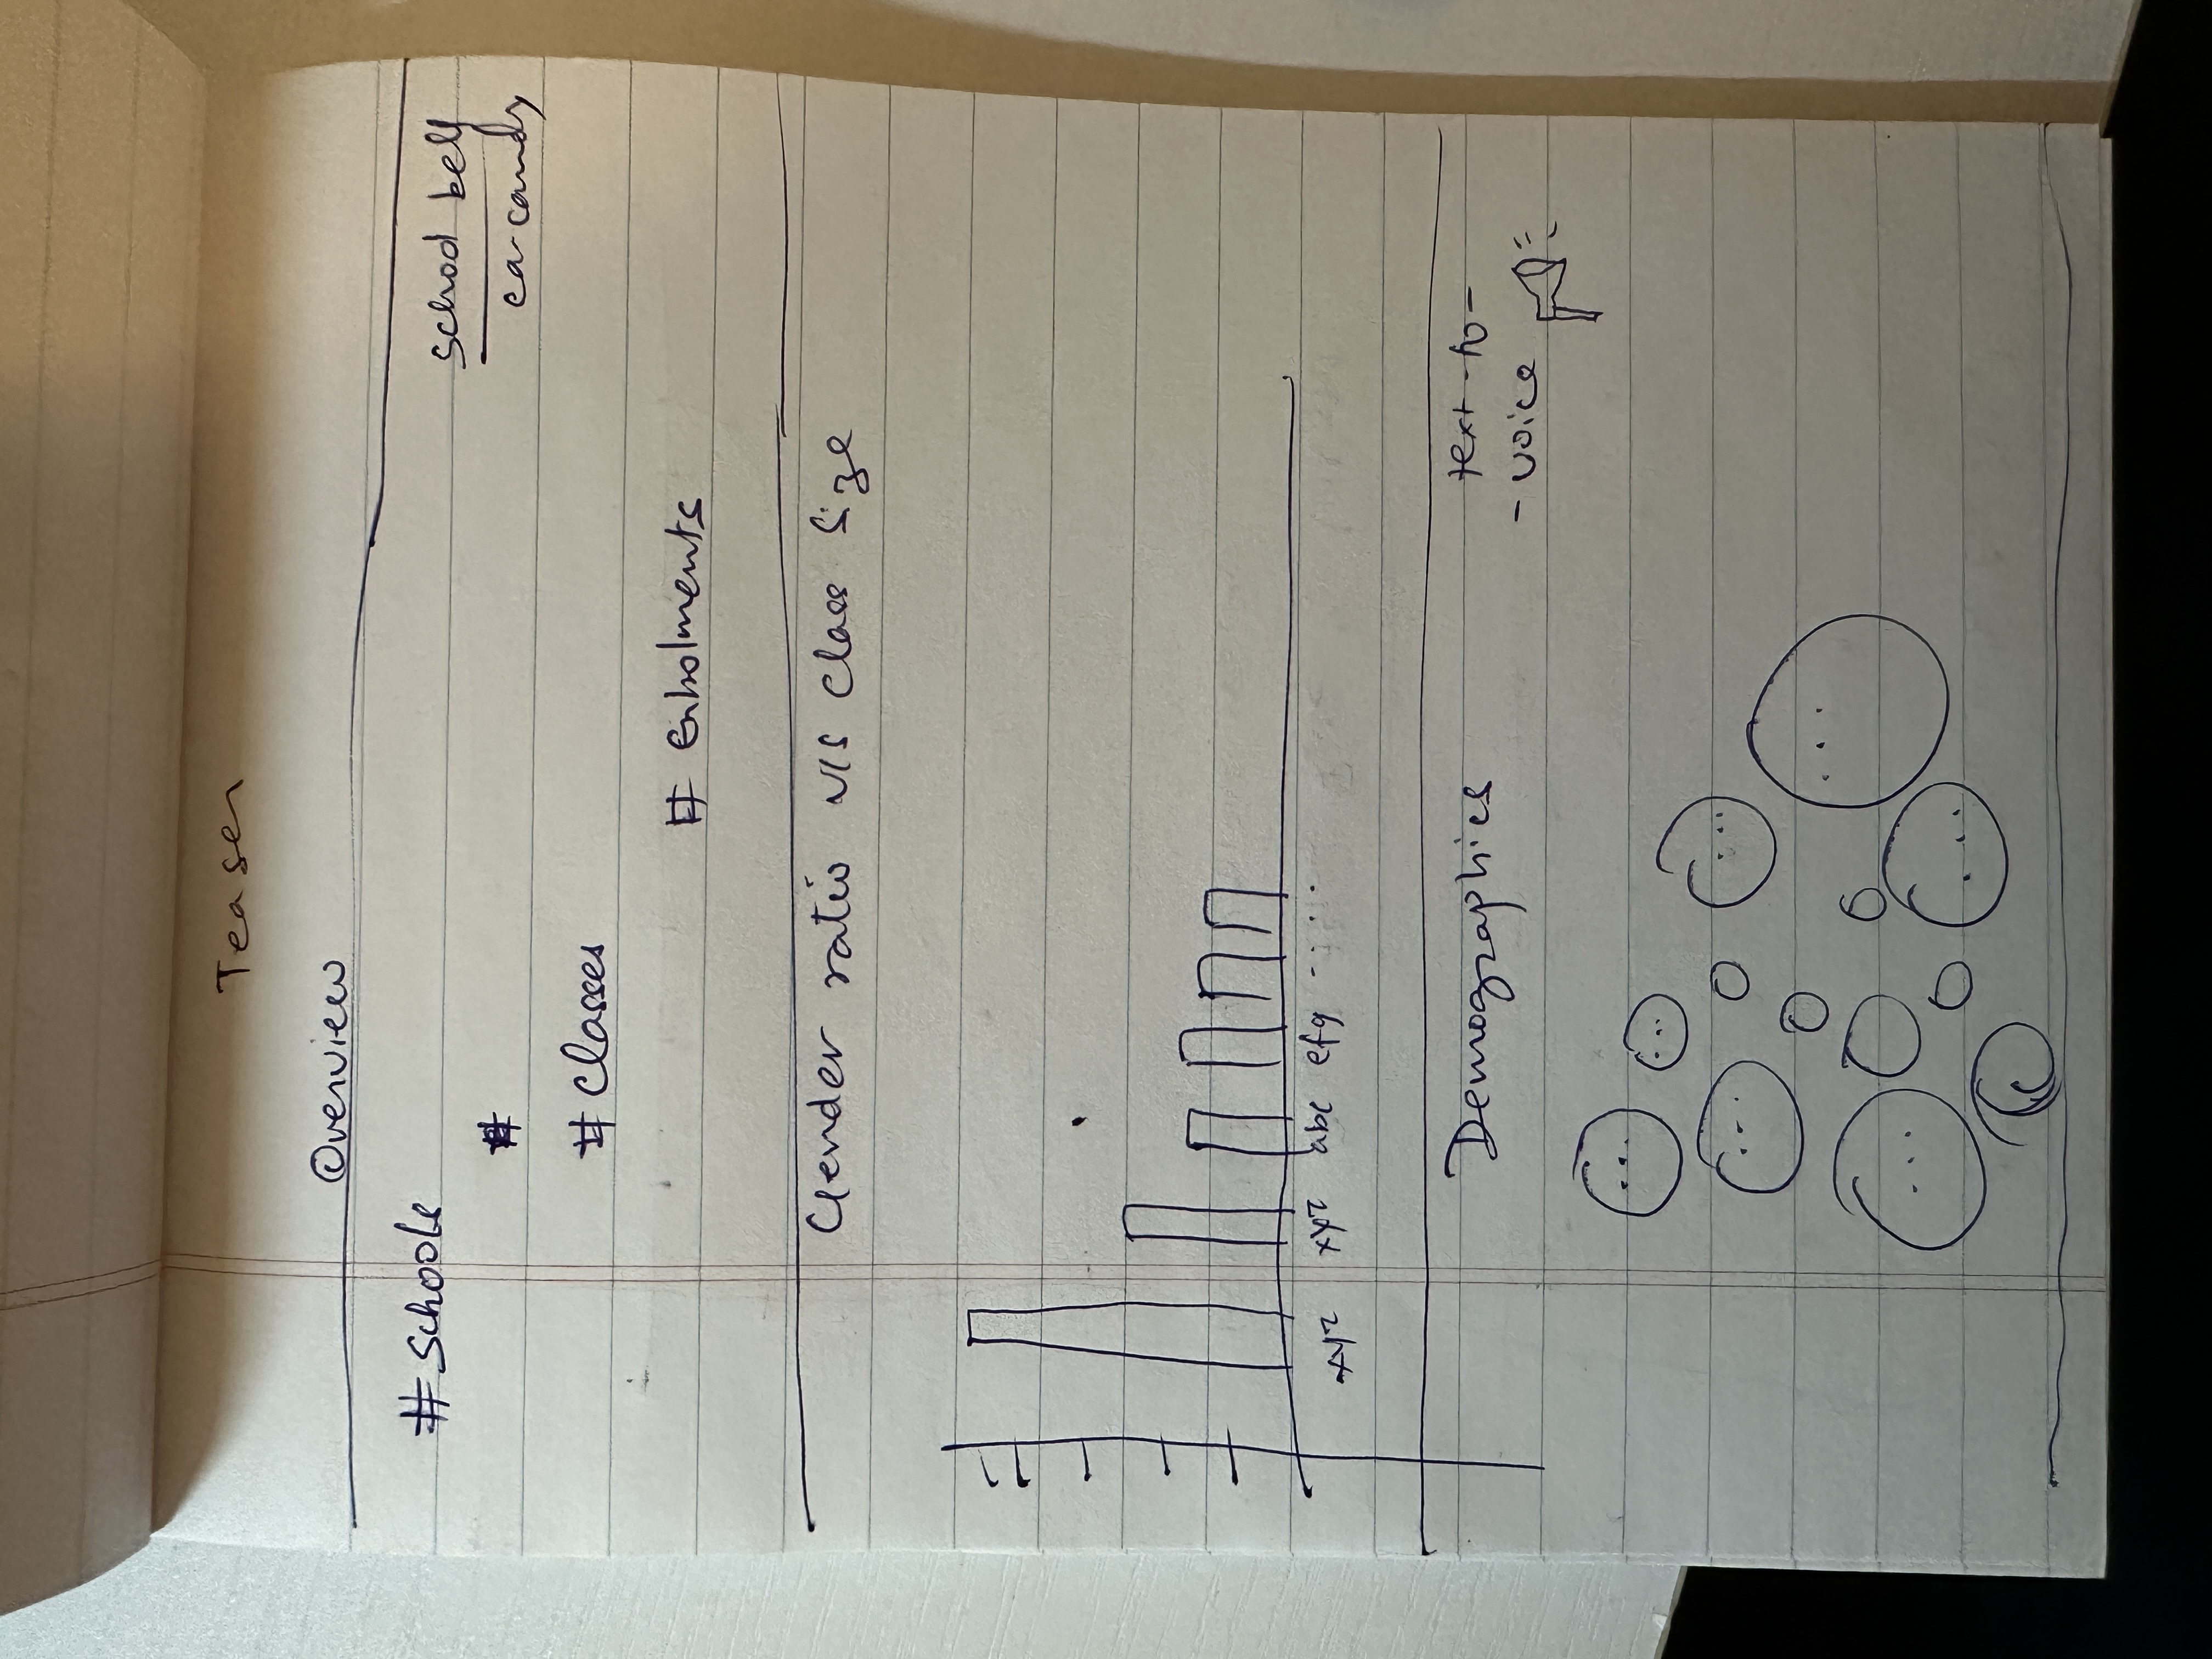 Teaser
Overview
# Schools
school bell
#
ear candy
# Classes
# Enrolments
Gender ratio v/s class size
xyz xyz abc efg .....
Demographics
text-to-
- voice